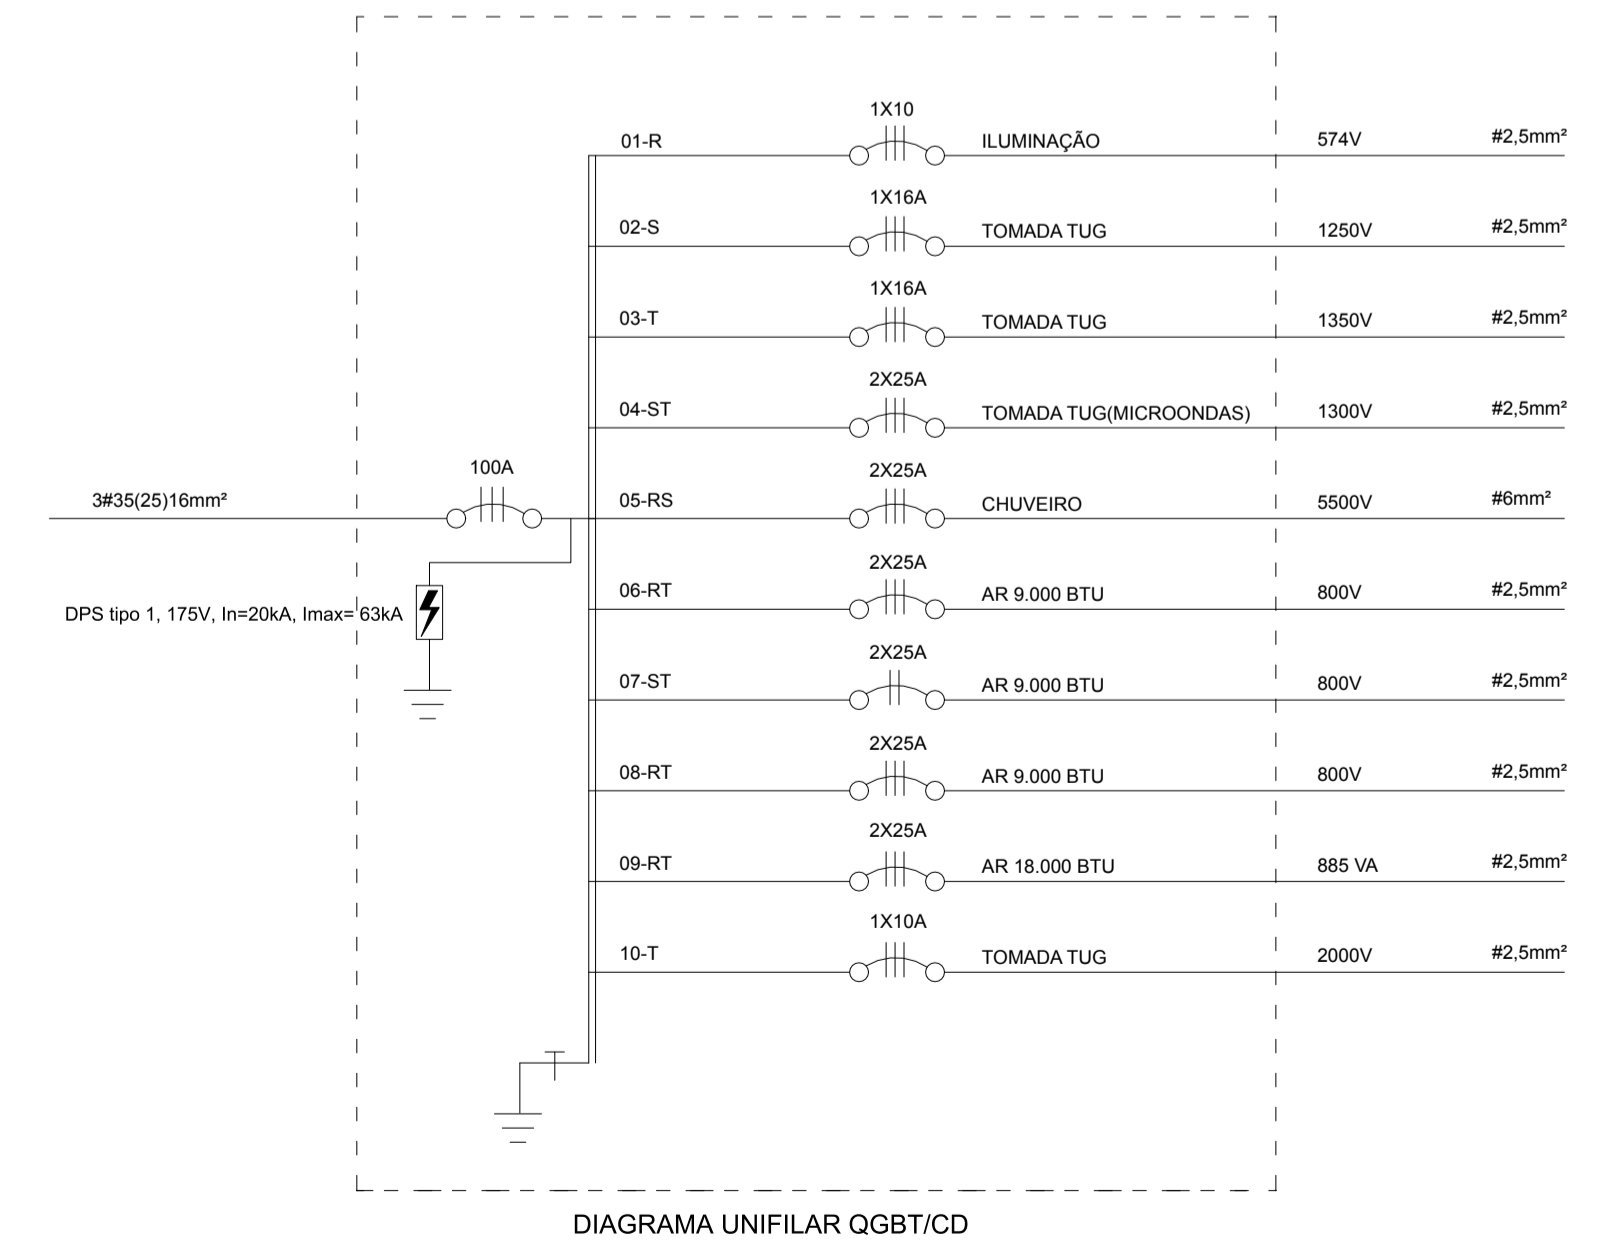 1X10
01-R ILUMINAÇÃO 574V #2,5mm²
1X16A
02-S TOMADA TUG 1250V #2,5mm²
1X16A
03-T TOMADA TUG 1350V #2,5mm²
2X25A
04-ST TOMADA TUG(MICROONDAS) 1300V #2,5mm²
100A 2X25A
3#35(25)16mm² 05-RS CHUVEIRO 5500V #6mm²
2X25A
06-RT AR 9.000 BTU 800V #2,5mm²
DPS tipo 1, 175V, In=20kA, Imax= 63kA
2X25A
07-ST AR 9.000 BTU 800V #2,5mm²
2X25A
08-RT AR 9.000 BTU 800V #2,5mm²
2X25A
09-RT AR 18.000 BTU 885 VA #2,5mm²
1X10A
10-T TOMADA TUG 2000V #2,5mm²
DIAGRAMA UNIFILAR QGBT/CD